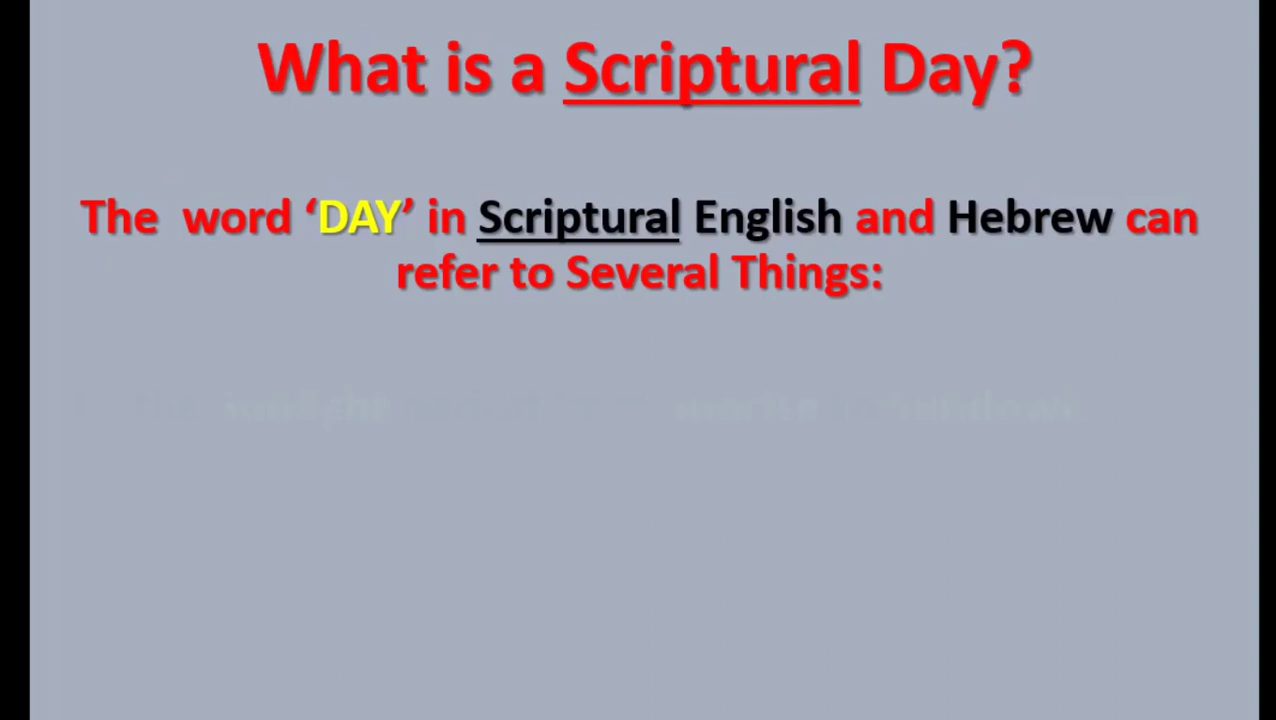 What is a Scriptural Day?
The word ‘DAY’ in Scriptural English and Hebrew can
refer to Several Things: